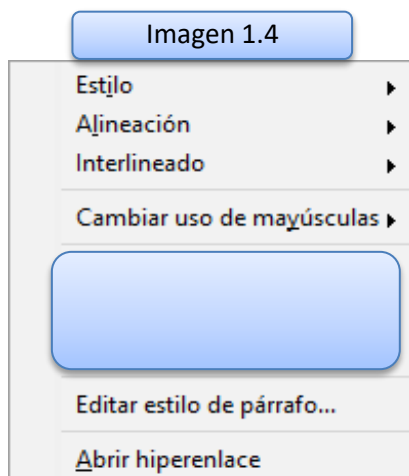 Imagen 1.4
Estilo
Alineación
Interlineado
Cambiar uso de mayúsculas
Editar estilo de párrafo...
Abrir hiperenlace